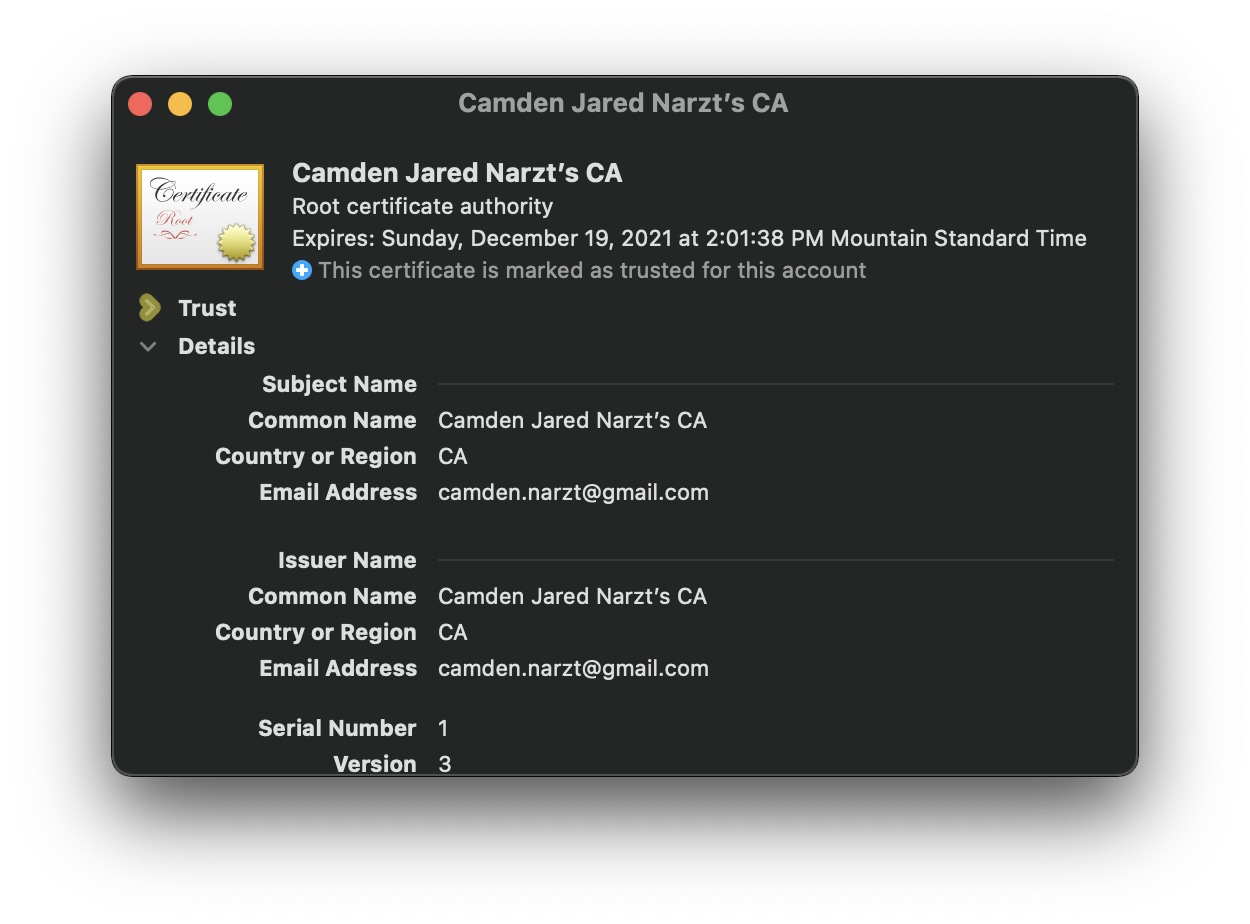 Camden Jared Narzt’s CA
Certificate
Root
Camden Jared Narzt’s CA
Root certificate authority
Expires: Sunday, December 19, 2021 at 2:01:38 PM Mountain Standard Time
This certificate is marked as trusted for this account
Trust
Details
Subject Name
Common Name Camden Jared Narzt’s CA
Country or Region CA
Email Address camden.narzt@gmail.com
Issuer Name
Common Name Camden Jared Narzt’s CA
Country or Region CA
Email Address camden.narzt@gmail.com
Serial Number 1
Version 3